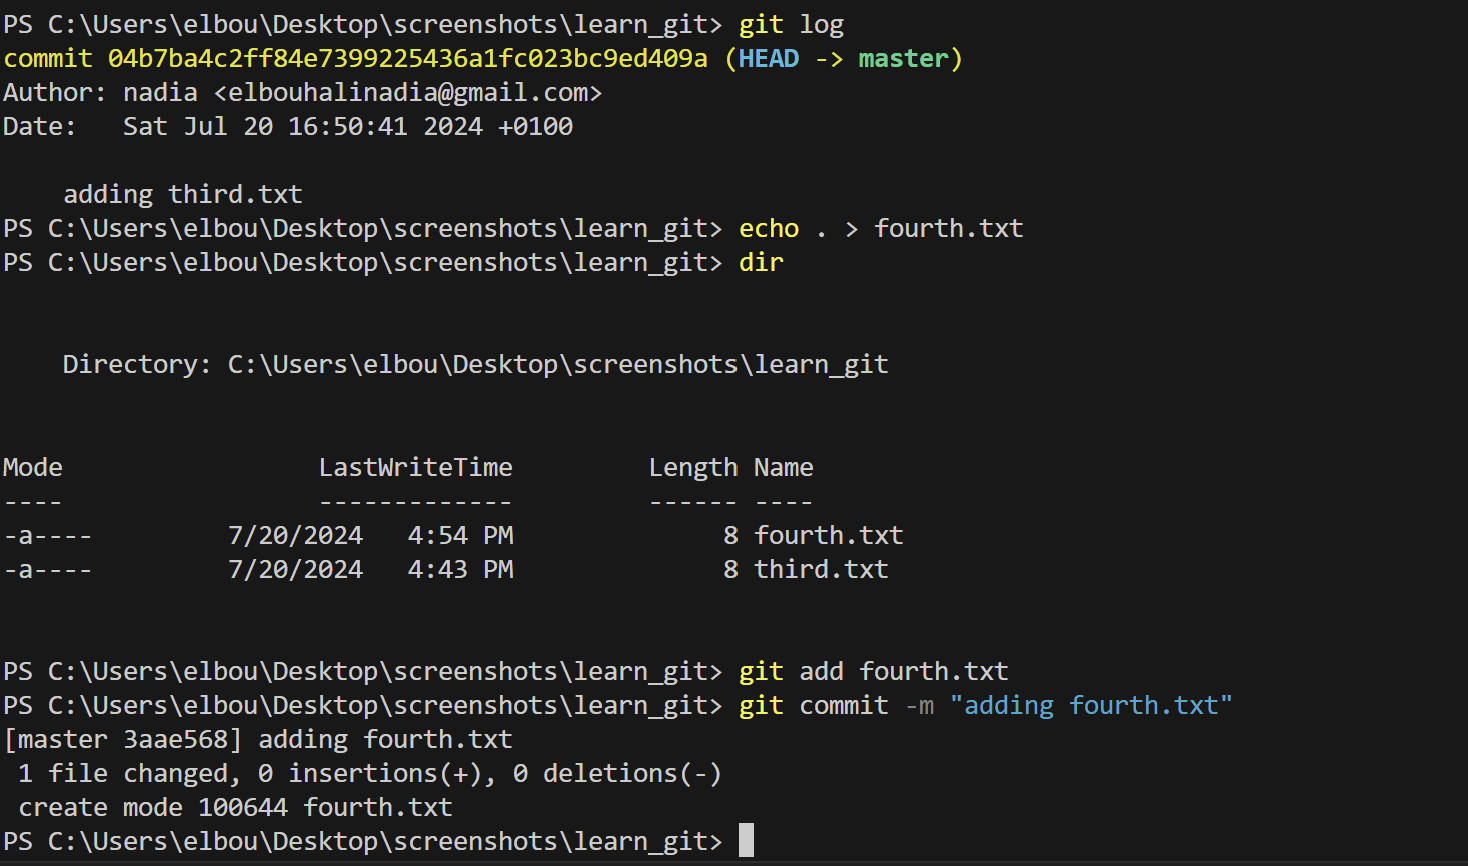 PS C:\Users\elbou\Desktop\screenshots\learn_git> git log
commit 04b7ba4c2ff84e7399225436a1fc023bc9ed409a (HEAD -> master)
Author: nadia <elbouhalinadia@gmail.com>
Date:   Sat Jul 20 16:50:41 2024 +0100
    adding third.txt
PS C:\Users\elbou\Desktop\screenshots\learn_git> echo . > fourth.txt
PS C:\Users\elbou\Desktop\screenshots\learn_git> dir
    Directory: C:\Users\elbou\Desktop\screenshots\learn_git
Mode                 LastWriteTime         Length Name
----                 -------------         ------ ----
-a----         7/20/2024   4:54 PM              8 fourth.txt
-a----         7/20/2024   4:43 PM              8 third.txt
PS C:\Users\elbou\Desktop\screenshots\learn_git> git add fourth.txt
PS C:\Users\elbou\Desktop\screenshots\learn_git> git commit -m "adding fourth.txt"
[master 3aae568] adding fourth.txt
 1 file changed, 0 insertions(+), 0 deletions(-)
 create mode 100644 fourth.txt
PS C:\Users\elbou\Desktop\screenshots\learn_git>